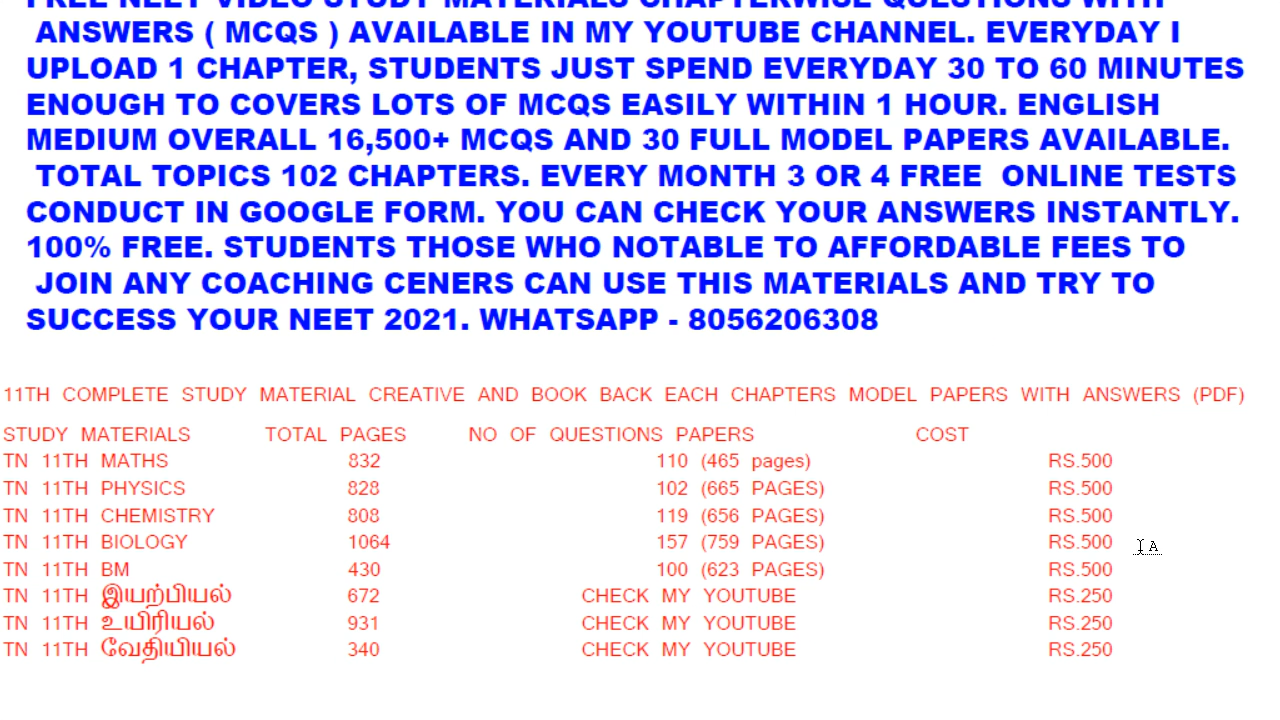 FREE NEET VIDEO STUDY MATERIALS CHAPTERWISE QUESTIONS WITH
ANSWERS ( MCQS ) AVAILABLE IN MY YOUTUBE CHANNEL. EVERYDAY I
UPLOAD 1 CHAPTER, STUDENTS JUST SPEND EVERYDAY 30 TO 60 MINUTES
ENOUGH TO COVERS LOTS OF MCQS EASILY WITHIN 1 HOUR. ENGLISH
MEDIUM OVERALL 16,500+ MCQS AND 30 FULL MODEL PAPERS AVAILABLE.
TOTAL TOPICS 102 CHAPTERS. EVERY MONTH 3 OR 4 FREE ONLINE TESTS
CONDUCT IN GOOGLE FORM. YOU CAN CHECK YOUR ANSWERS INSTANTLY.
100% FREE. STUDENTS THOSE WHO NOTABLE TO AFFORDABLE FEES TO
JOIN ANY COACHING CENERS CAN USE THIS MATERIALS AND TRY TO
SUCCESS YOUR NEET 2021. WHATSAPP - 8056206308
11TH COMPLETE STUDY MATERIAL CREATIVE AND BOOK BACK EACH CHAPTERS MODEL PAPERS WITH ANSWERS (PDF)
STUDY MATERIALS TOTAL PAGES NO OF QUESTIONS PAPERS COST
TN 11TH MATHS 832 110 (465 pages) RS.500
TN 11TH PHYSICS 828 102 (665 PAGES) RS.500
TN 11TH CHEMISTRY 808 119 (656 PAGES) RS.500
TN 11TH BIOLOGY 1064 157 (759 PAGES) RS.500
TN 11TH BM 430 100 (623 PAGES) RS.500
TN 11TH இயற்பியல் 672 CHECK MY YOUTUBE RS.250
TN 11TH உயிரியல் 931 CHECK MY YOUTUBE RS.250
TN 11TH வேதியியல் 340 CHECK MY YOUTUBE RS.250